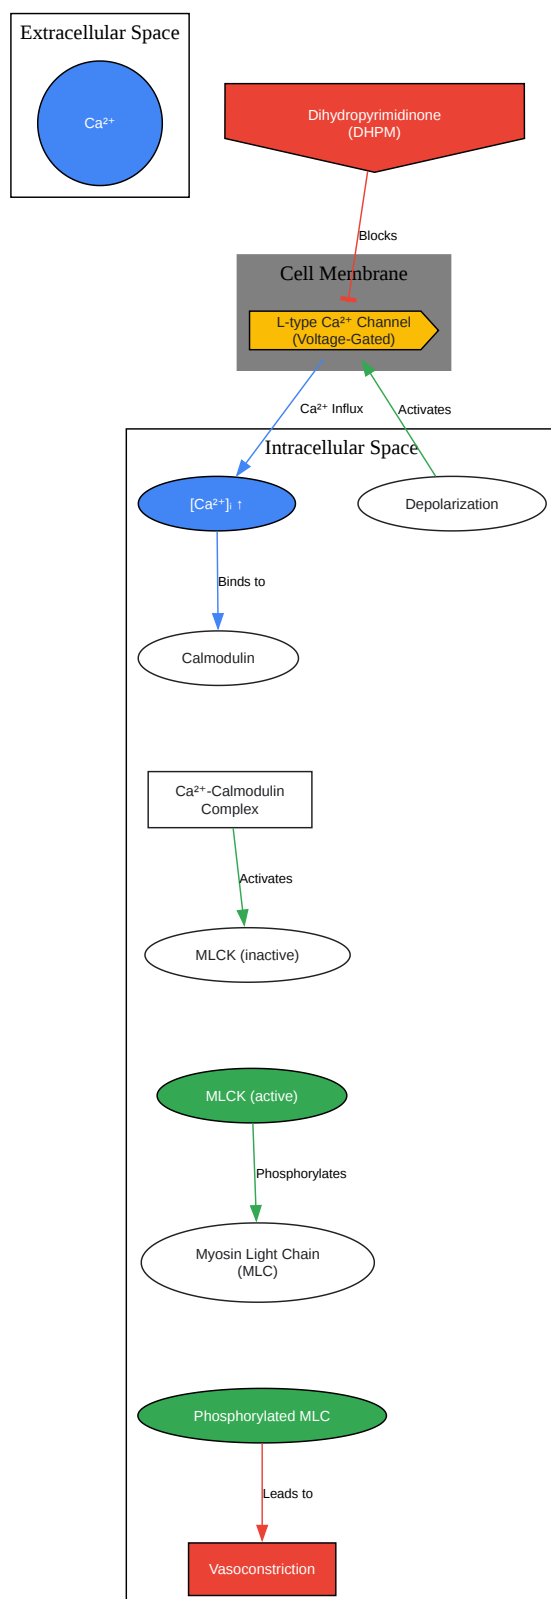 Extracellular Space
Ca²⁺
Dihydropyrimidinone
(DHPM)
Blocks
Cell Membrane
L-type Ca²⁺ Channel
(Voltage-Gated)
Ca²⁺ Influx
Activates
Intracellular Space
[Ca²⁺]ᵢ ↑
Depolarization
Binds to
Calmodulin
Ca²⁺-Calmodulin
Complex
Activates
MLCK (inactive)
MLCK (active)
Phosphorylates
Myosin Light Chain
(MLC)
Phosphorylated MLC
Leads to
Vasoconstriction